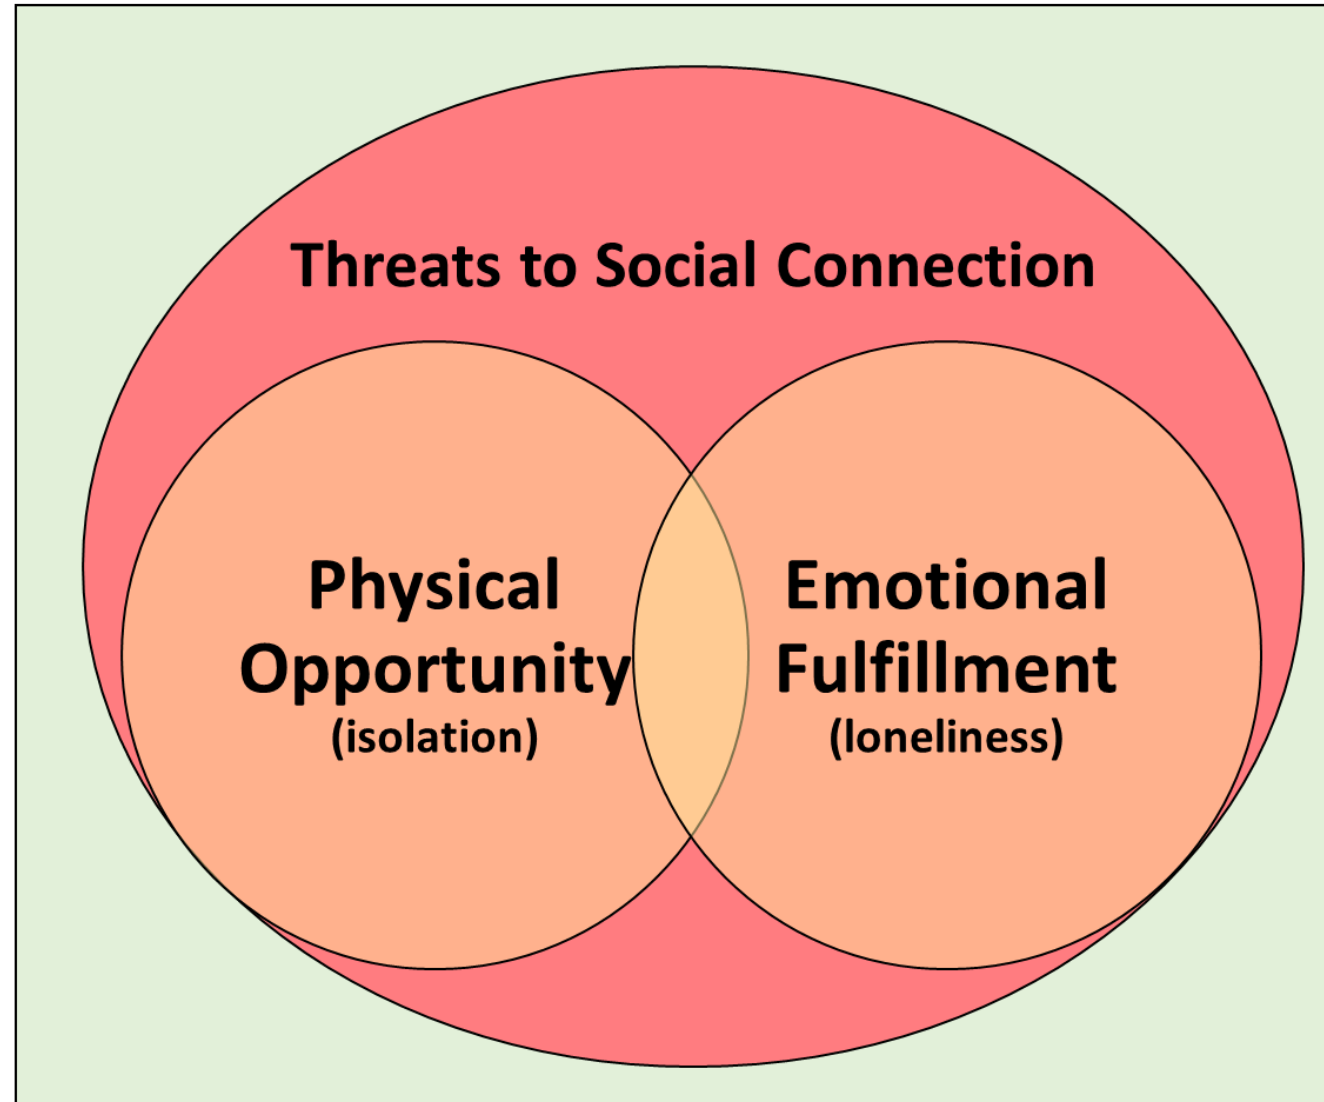 Threats to Social Connection
Physical
Opportunity
(isolation)
Emotional
Fulfillment
(loneliness)